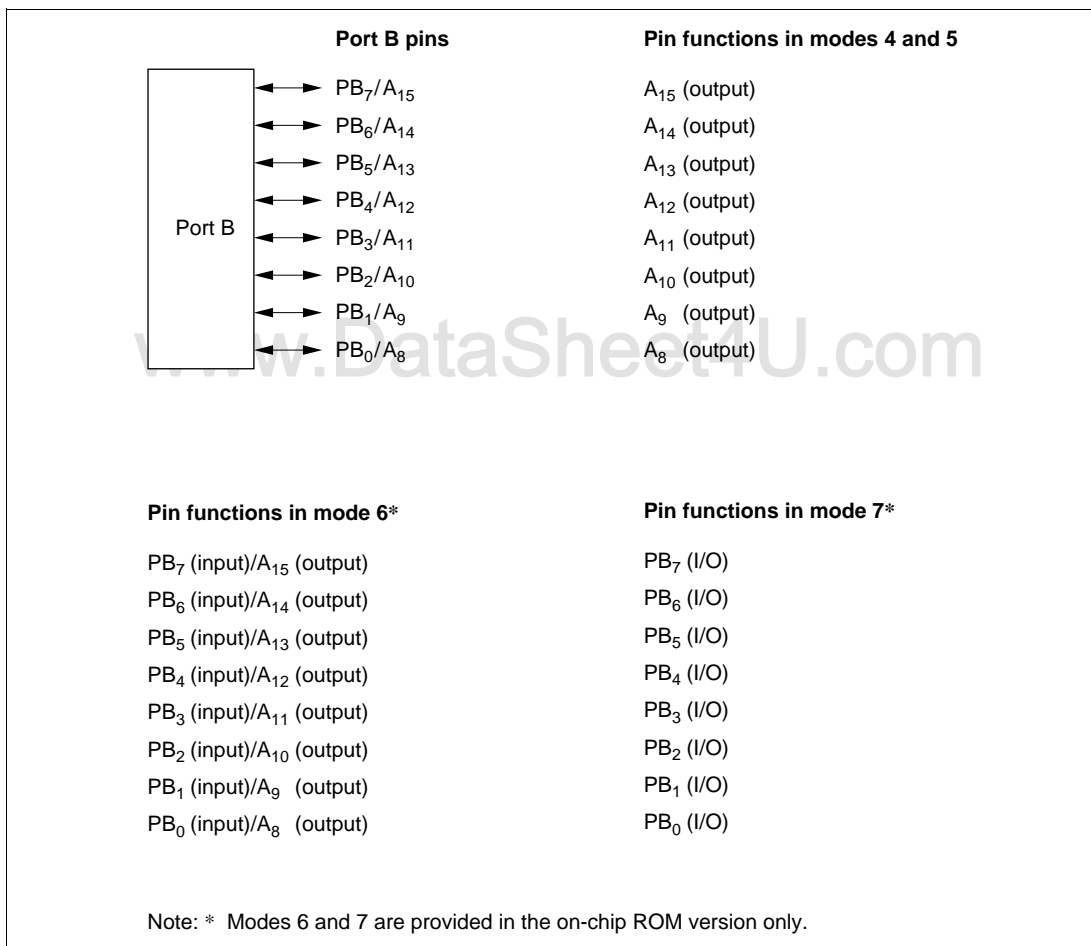 Port B pins Pin functions in modes 4 and 5
PB7/A15 A15 (output)
PB6/A14 A14 (output)
PB5/A13 A13 (output)
PB4/A12 A12 (output)
Port B
PB3/A11 A11 (output)
PB2/A10 A10 (output)
PB1/A9 A9 (output)
PB0/A8 A8 (output)
www.DataSheet4U.com
Pin functions in mode 6* Pin functions in mode 7*
PB7 (input)/A15 (output) PB7 (I/O)
PB6 (input)/A14 (output) PB6 (I/O)
PB5 (input)/A13 (output) PB5 (I/O)
PB4 (input)/A12 (output) PB4 (I/O)
PB3 (input)/A11 (output) PB3 (I/O)
PB2 (input)/A10 (output) PB2 (I/O)
PB1 (input)/A9 (output) PB1 (I/O)
PB0 (input)/A8 (output) PB0 (I/O)
Note: * Modes 6 and 7 are provided in the on-chip ROM version only.